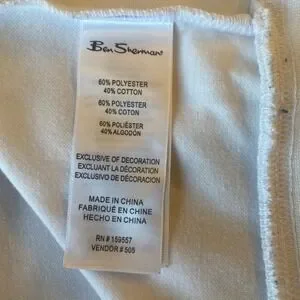 Ben Sherman
60% POLYESTER
40% COTTON
60% POLYESTER
40% COTON
60% POLIÉSTER
40% ALGODÓN
EXCLUSIVE OF DECORATION
EXCLUANT LA DÉCORATION
EXCLUSIVO DE DECORACIÓN
MADE IN CHINA
FABRIQUÉ EN CHINE
HECHO EN CHINA
RN # 159557
VENDOR # 505